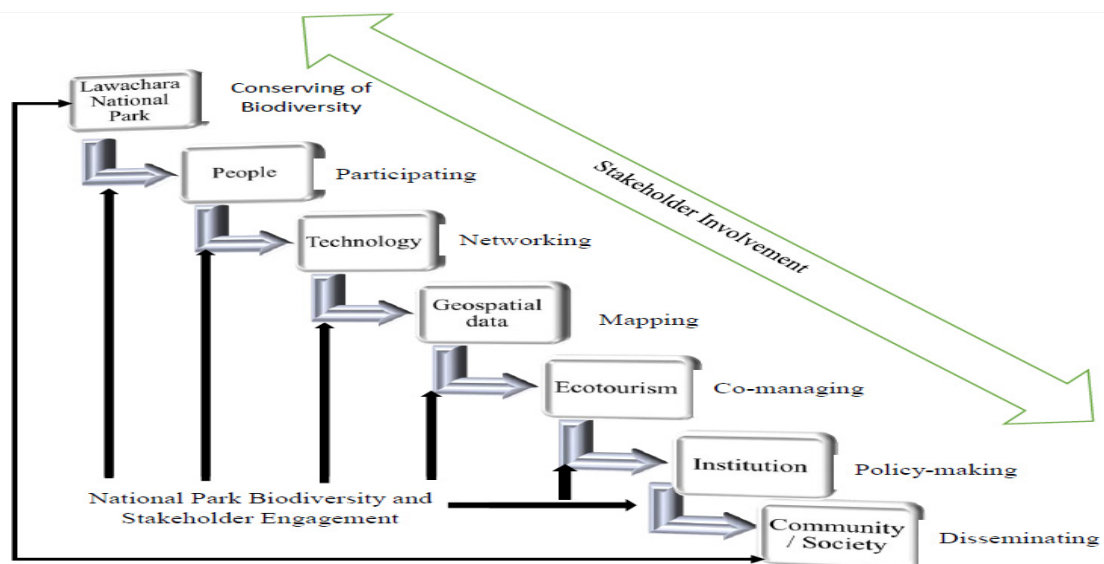 Lawachara
National
Park
Conserving of
Biodiversity
People
Participating
Stakeholder Involvement
Technology
Networking
Geospatial
data
Mapping
Ecotourism
Co-managing
Institution
Policy-making
National Park Biodiversity and
Stakeholder Engagement
Community
/ Society
Disseminating